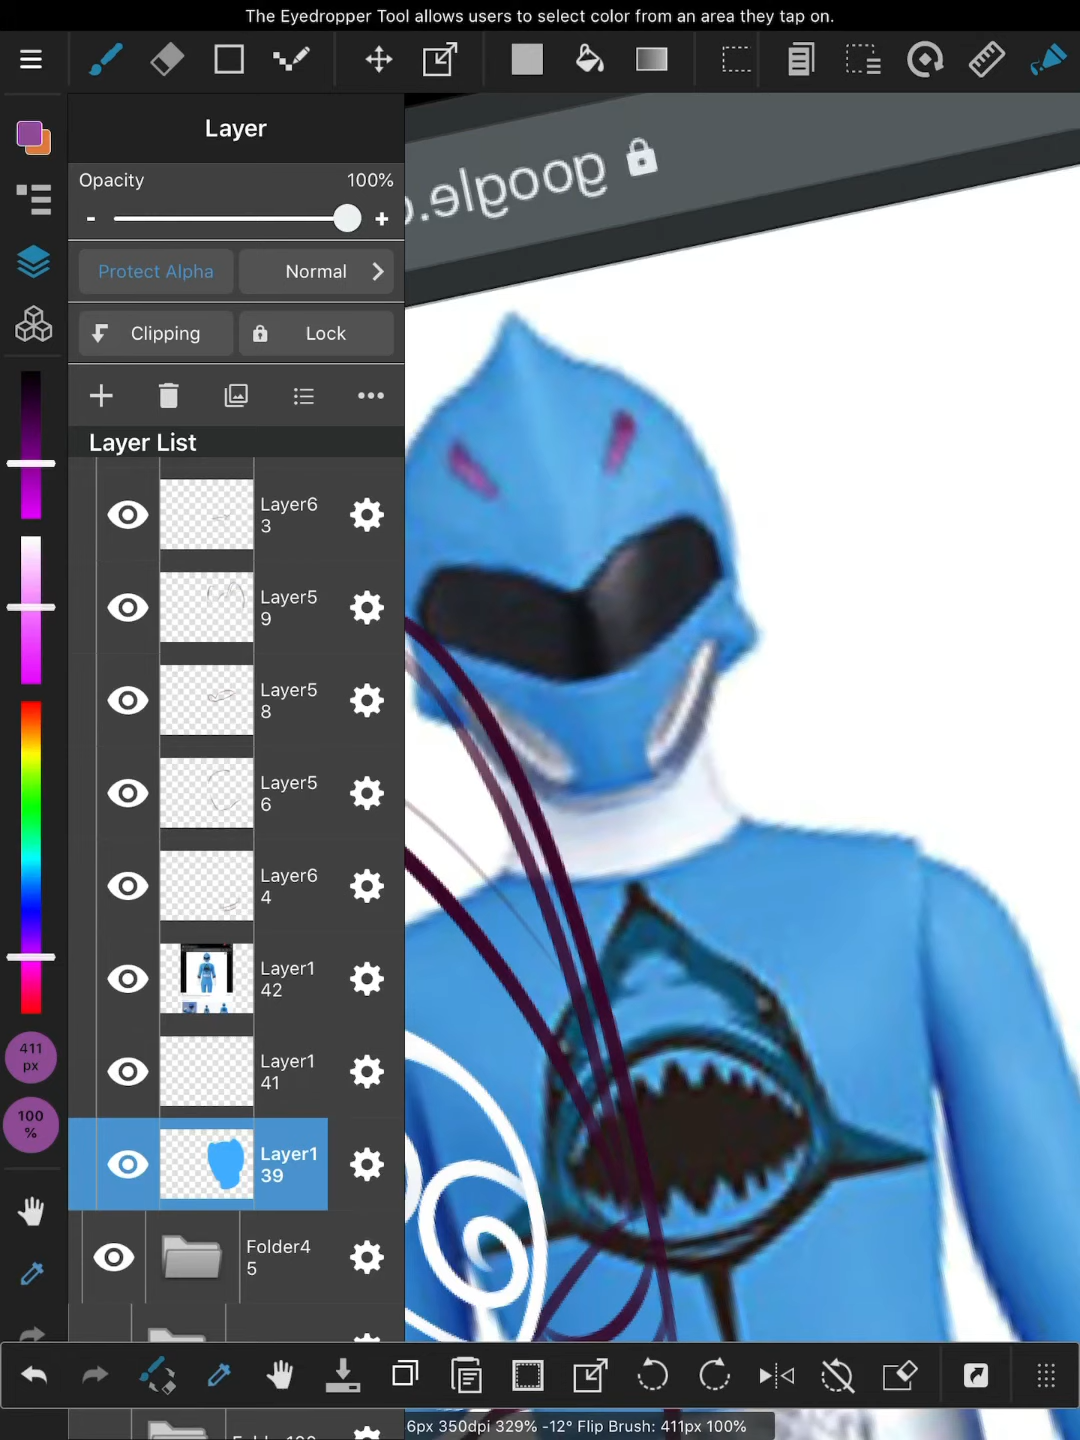 The Eyedropper Tool allows users to select color from an area they tap on.
Layer
Opacity 100%
- +
Protect Alpha Normal
Clipping Lock
Layer List
Layer6
3
Layer5
9
Layer5
8
Layer5
6
Layer6
4
Layer1
42
Layer1
41
Layer1
39
Folder4
5
411
px
100
%
google.
6px 350dpi 329% -12° Flip Brush: 411px 100%